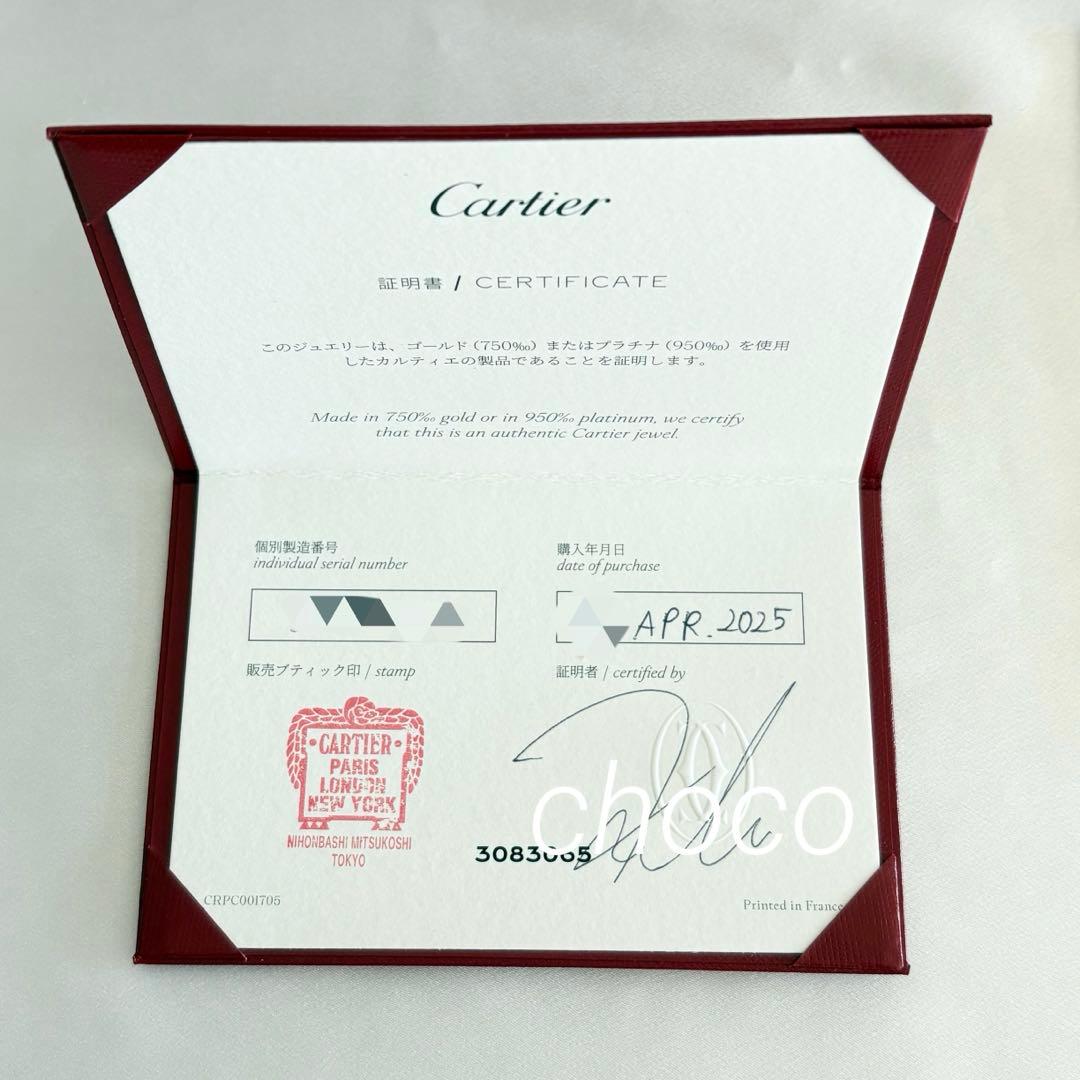 Cartier
証明書 / CERTIFICATE
このジュエリーは、ゴールド（750‰）またはプラチナ（950‰）を使用
したカルティエの製品であることを証明します。
Made in 750‰ gold or in 950‰ platinum, we certify
that this is an authentic Cartier jewel.
個別製造番号
individual serial number
購入年月日
date of purchase
APR. 2025
販売ブティック印 / stamp
証明者 / certified by
CARTIER
PARIS
LONDON
NEW YORK
NIHONBASHI MITSUKOSHI
TOKYO
choco
3083065
CRPC001705
Printed in France